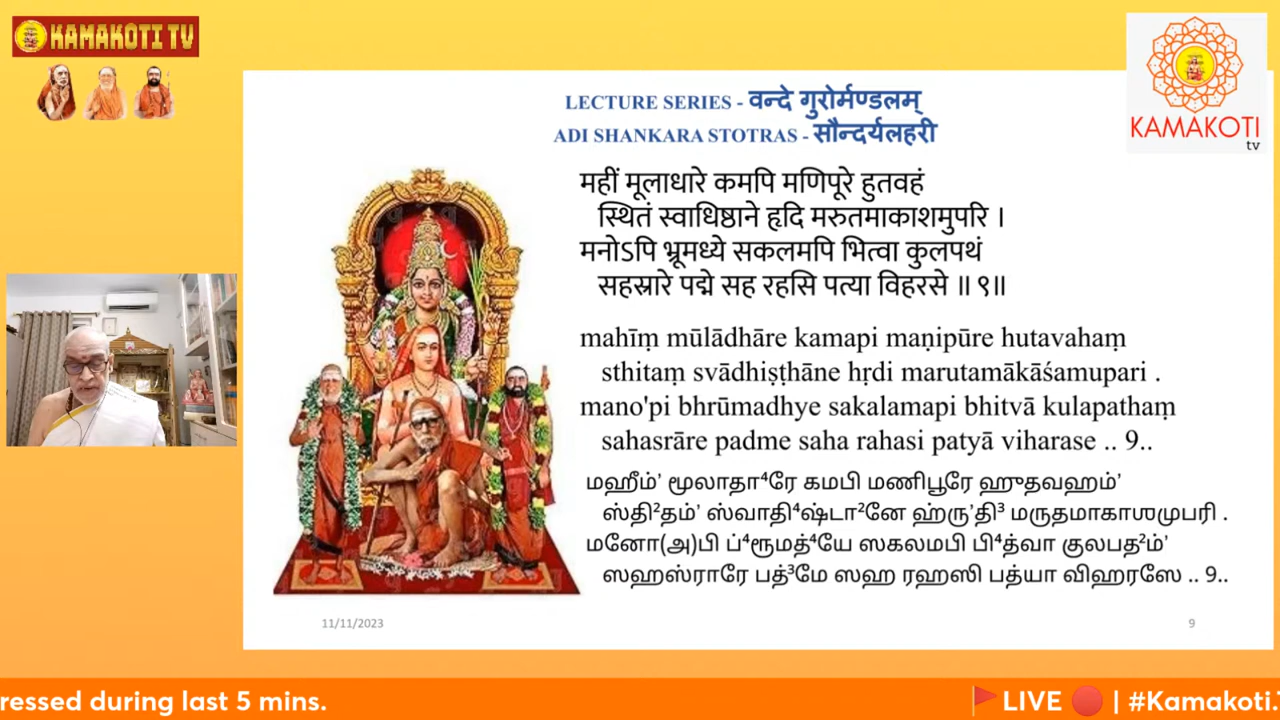 KAMAKOTI TV
KAMAKOTI
tv
LECTURE SERIES - वन्दे गुरोर्मण्डलम्
ADI SHANKARA STOTRAS - सौन्दर्यलहरी
महीं मूलाधारे कमपि मणिपूरे हुतवहं
स्थितं स्वाधिष्ठाने हृदि मरुतमाकाशमुपरि ।
मनोऽपि भ्रूमध्ये सकलमपि भित्वा कुलपथं
सहस्रारे पद्मे सह रहसि पत्या विहरसे ॥ ९॥
mahīṃ mūlādhāre kamapi maṇipūre hutavahaṃ
sthitaṃ svādhiṣṭhāne hṛdi marutamākāśamupari .
mano'pi bhrūmadhye sakalamapi bhitvā kulapathaṃ
sahasrāre padme saha rahasi patyā viharase .. 9..
மஹீம்ʼ மூலாதா⁴ரே கமபி மணிபூரே ஹுதவஹம்ʼ
ஸ்தி²தம்ʼ ஸ்வாதி⁴ஷ்டா²னே ஹ்ருʼதி³ மருதமாகாஶமுபரி .
மனோ(அ)பி ப்⁴ரூமத்⁴யே ஸகலமபி பி⁴த்வா குலபத²ம்ʼ
ஸஹஸ்ராரே பத்³மே ஸஹ ரஹஸி பத்யா விஹரஸே .. 9..
11/11/2023
9
ressed during last 5 mins.
🚩LIVE 🔴 | #Kamakoti.